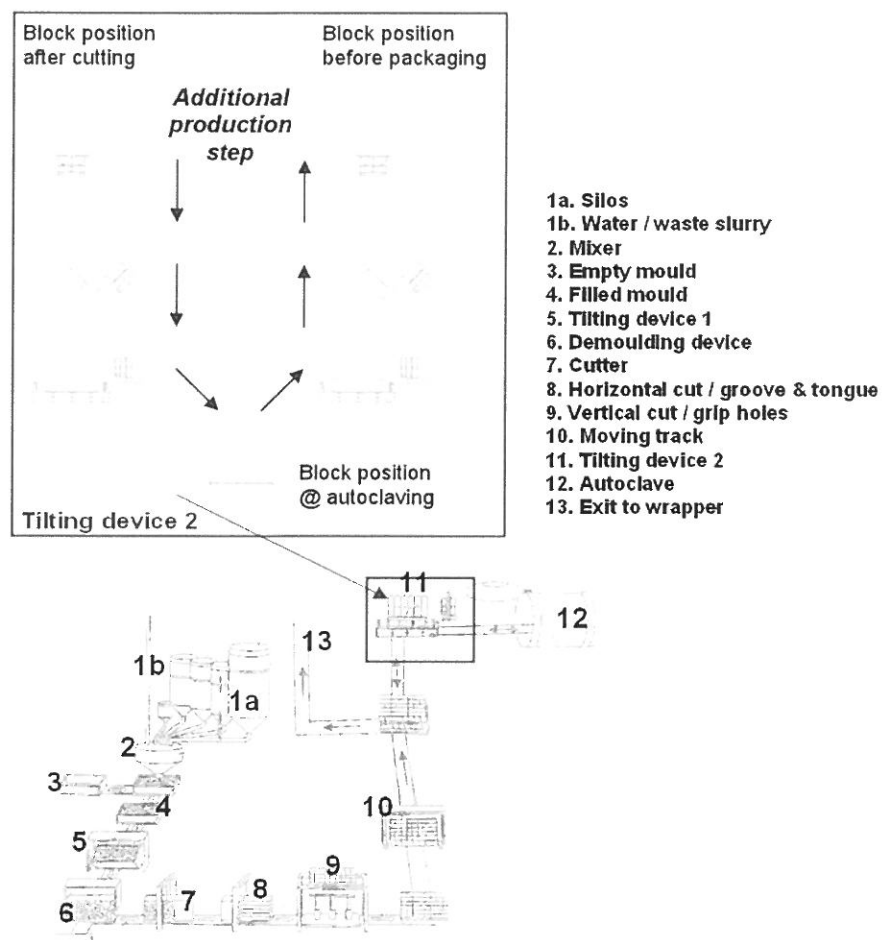 Block position
after cutting
Block position
before packaging
Additional
production
step
Block position
@ autoclaving
Tilting device 2
1a. Silos
1b. Water / waste slurry
2. Mixer
3. Empty mould
4. Filled mould
5. Tilting device 1
6. Demoulding device
7. Cutter
8. Horizontal cut / groove & tongue
9. Vertical cut / grip holes
10. Moving track
11. Tilting device 2
12. Autoclave
13. Exit to wrapper
11
12
13
1b
1a
2
3
4
10
5
9
8
7
6